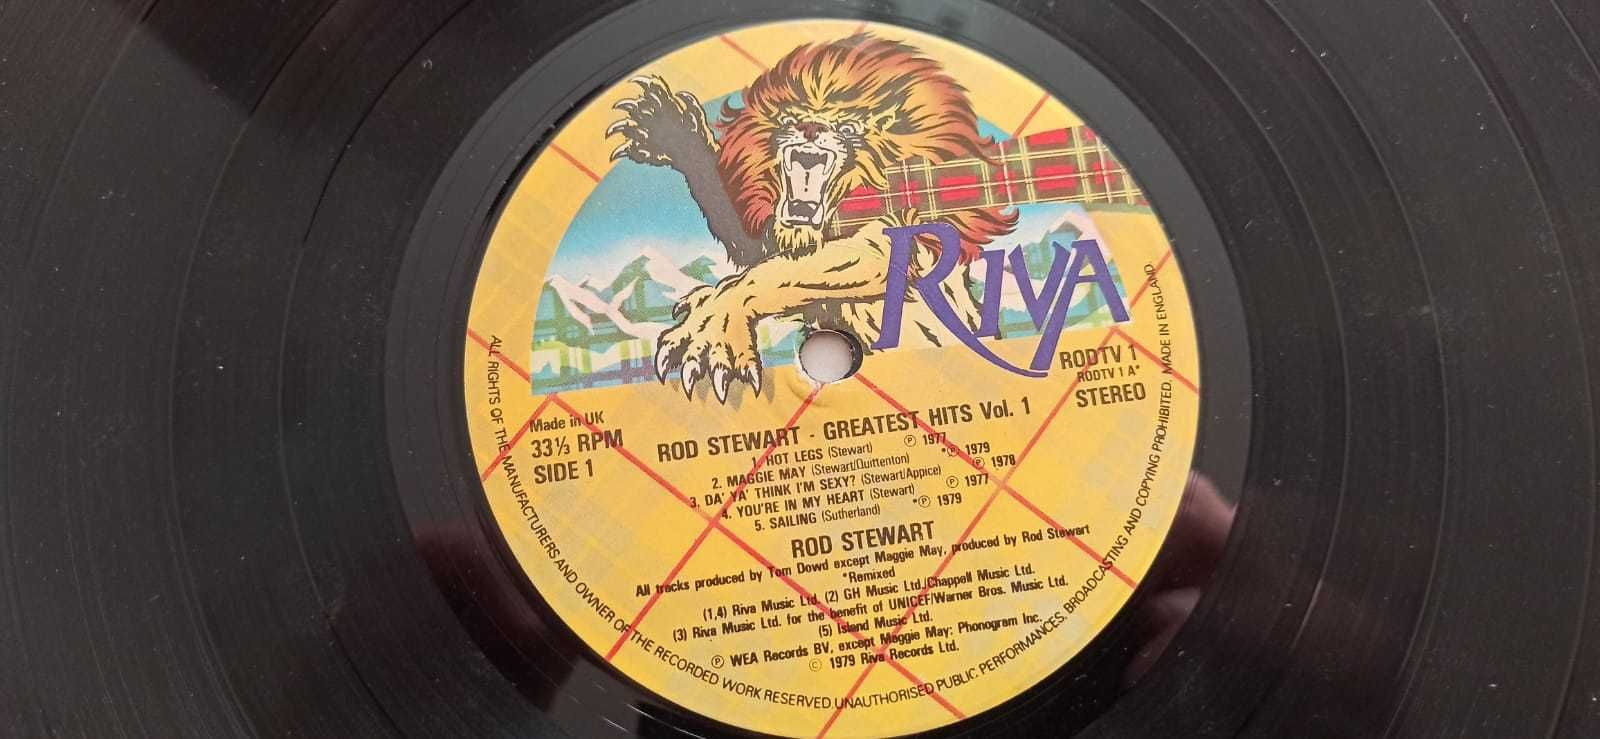 RIVA
RODTV 1
RODTV 1 A*
STEREO
Made in UK
33⅓ RPM
SIDE 1
ROD STEWART - GREATEST HITS Vol. 1
1. HOT LEGS (Stewart) ℗ 1977
2. MAGGIE MAY (Stewart/Quittenton) *℗ 1979
3. DA' YA' THINK I'M SEXY? (Stewart/Appice) ℗ 1978
4. YOU'RE IN MY HEART (Stewart) ℗ 1977
5. SAILING (Sutherland) *℗ 1979
ROD STEWART
All tracks produced by Tom Dowd except Maggie May, produced by Rod Stewart
*Remixed
(1,4) Riva Music Ltd. (2) GH Music Ltd./Chappell Music Ltd.
(3) Riva Music Ltd. for the benefit of UNICEF/Warner Bros. Music Ltd.
(5) Island Music Ltd.
℗ WEA Records BV, except Maggie May: Phonogram Inc.
© 1979 Riva Records Ltd.
ALL RIGHTS OF THE MANUFACTURERS AND OWNER OF THE RECORDED WORK RESERVED. UNAUTHORISED PUBLIC PERFORMANCES. BROADCASTING AND COPYING PROHIBITED. MADE IN ENGLAND